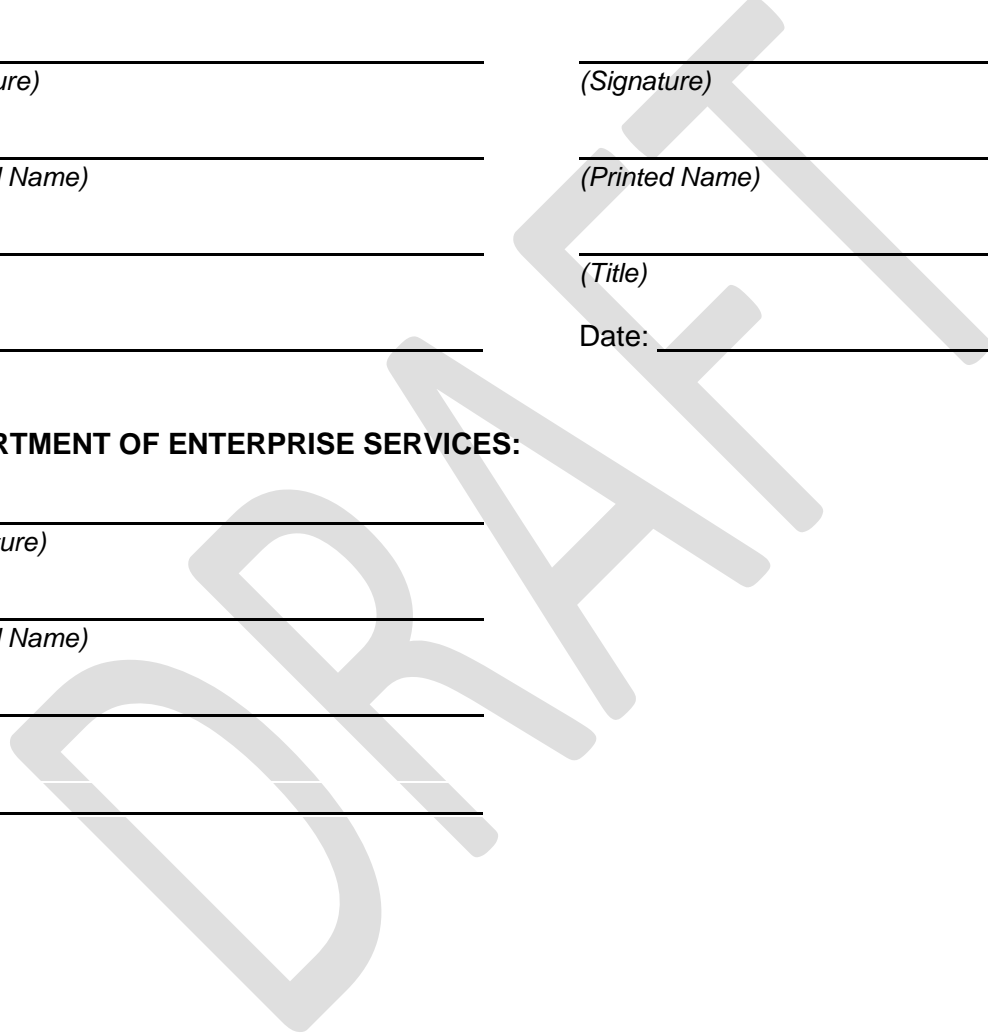 ure) (Signature)
l Name) (Printed Name)
(Title)
Date:
RTMENT OF ENTERPRISE SERVICES:
ure)
l Name)
DRAFT